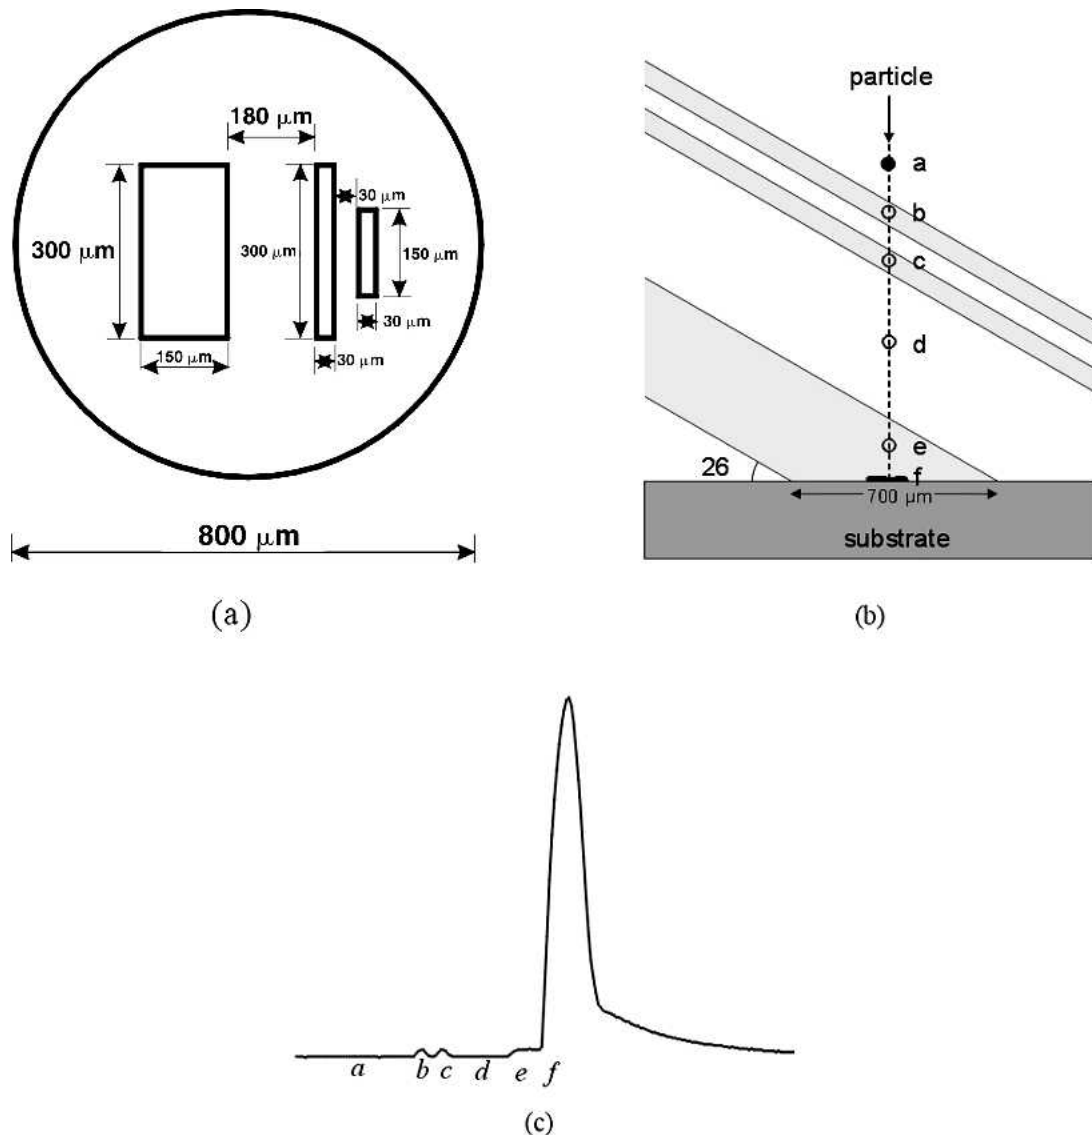 180 μm
30 μm
300 μm
300 μm
150 μm
30 μm
150 μm
30 μm
800 μm
(a)
particle
a
b
c
d
e
26
f
700 μm
substrate
(b)
a b c d e f
(c)